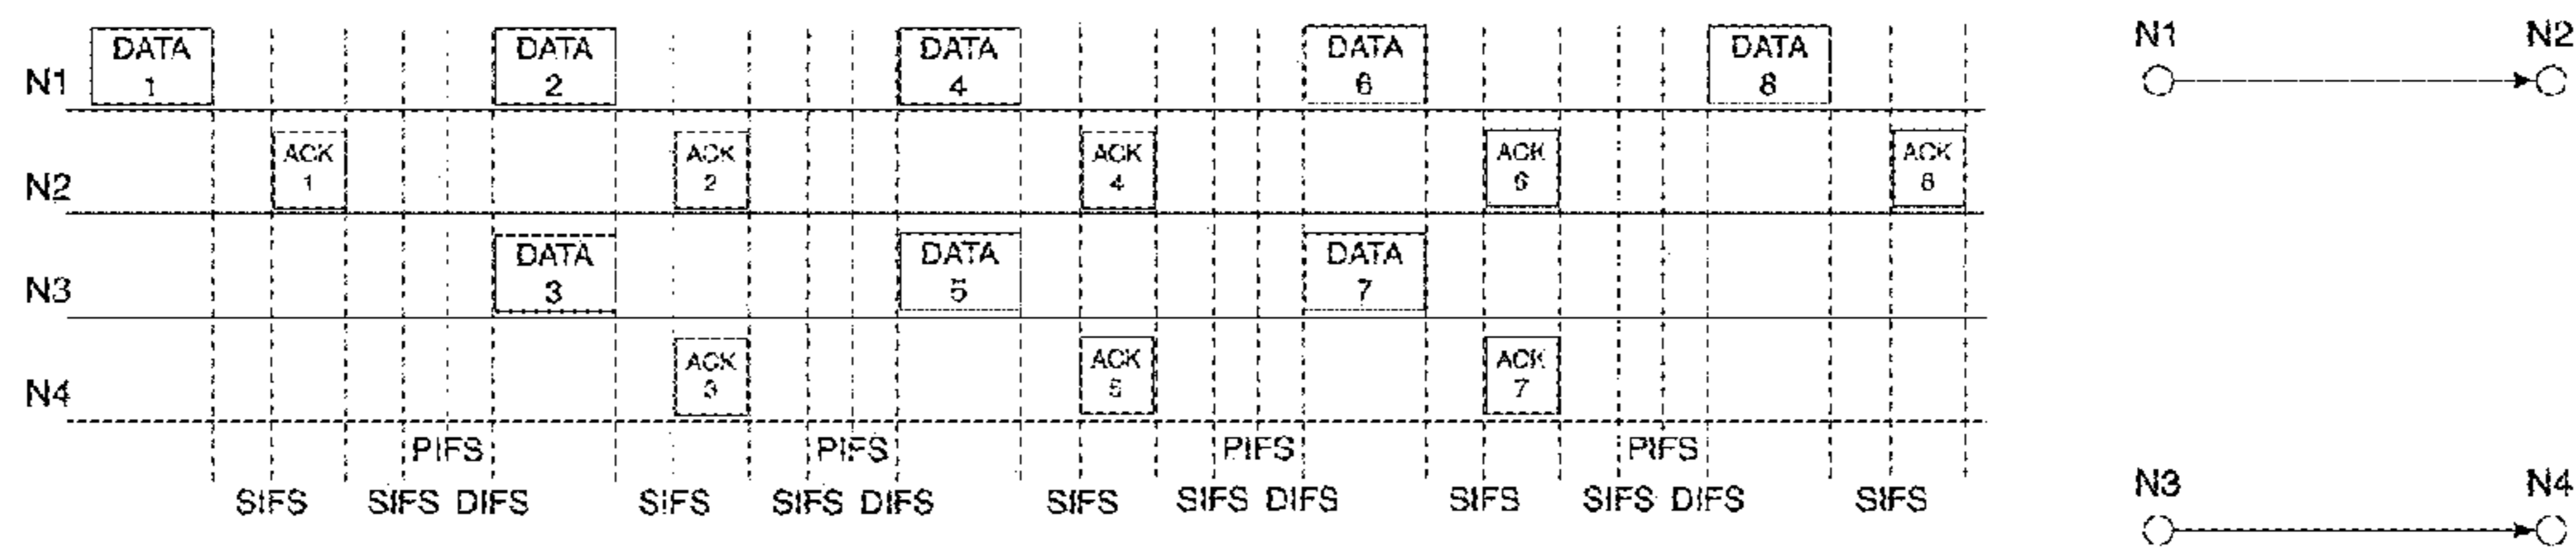 N1 DATA 1 DATA 2 DATA 4 DATA 6 DATA 8
N2 ACK 1 ACK 2 ACK 4 ACK 6 ACK 8
N3 DATA 3 DATA 5 DATA 7
N4 ACK 3 ACK 5 ACK 7
PIFS PIFS PIFS PIFS
SIFS SIFS DIFS SIFS SIFS DIFS SIFS SIFS DIFS SIFS SIFS DIFS SIFS
N1 N2
N3 N4